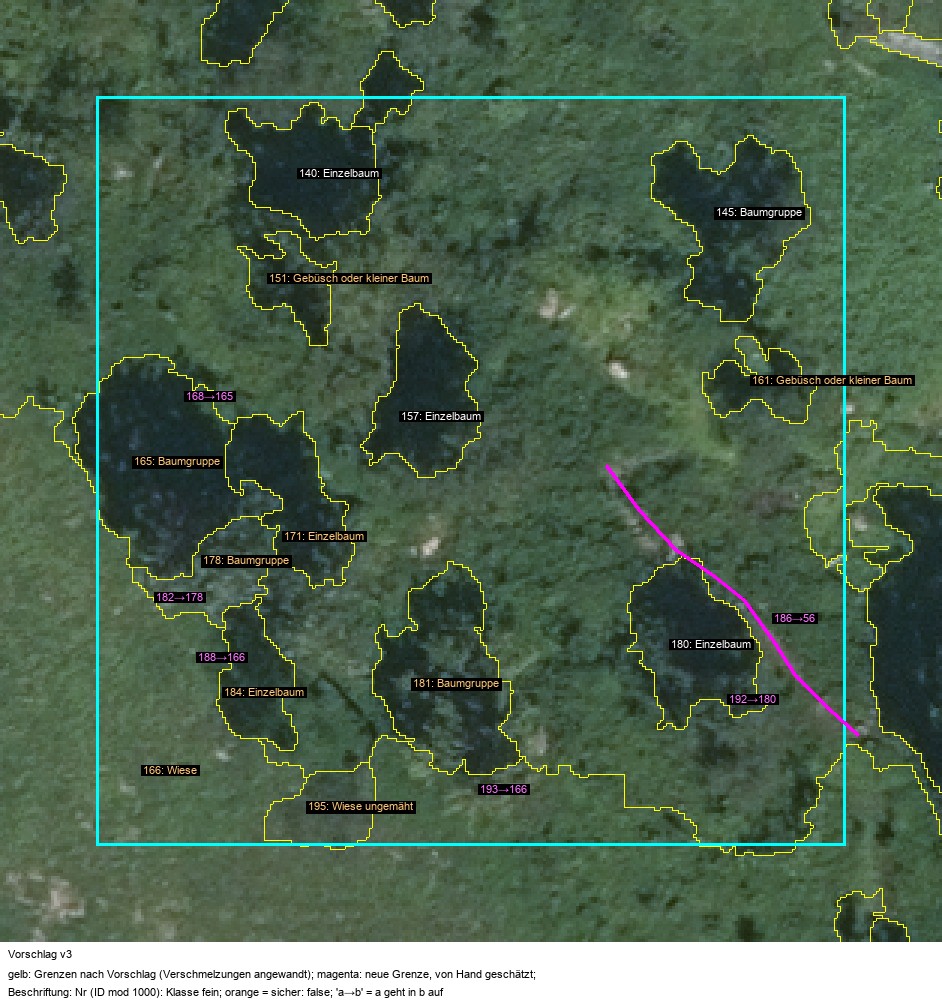 140: Einzelbaum
145: Baumgruppe
151: Gebüsch oder kleiner Baum
161: Gebüsch oder kleiner Baum
168→165
157: Einzelbaum
165: Baumgruppe
171: Einzelbaum
178: Baumgruppe
182→178
186→56
180: Einzelbaum
188→166
181: Baumgruppe
184: Einzelbaum
192→180
166: Wiese
193→166
195: Wiese ungemäht
Vorschlag v3
gelb: Grenzen nach Vorschlag (Verschmelzungen angewandt); magenta: neue Grenze, von Hand geschätzt;
Beschriftung: Nr (ID mod 1000): Klasse fein; orange = sicher: false; 'a→b' = a geht in b auf